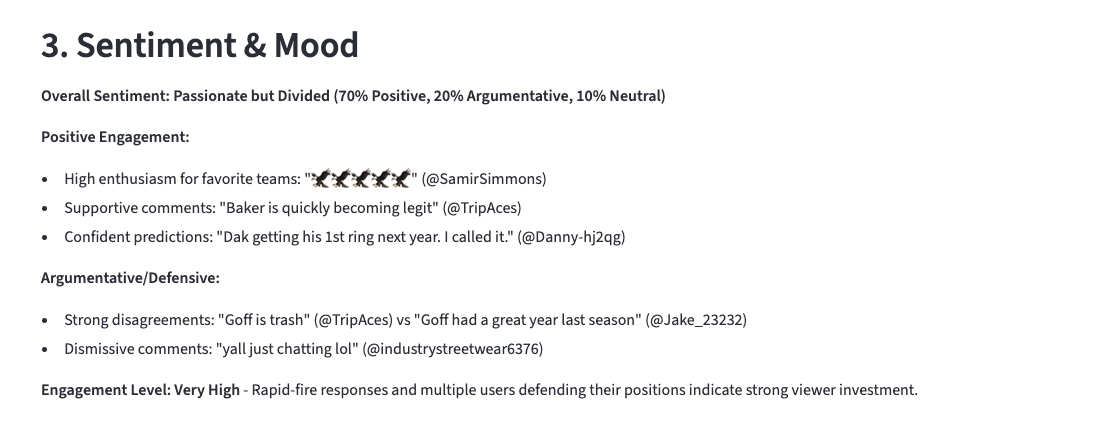 3. Sentiment & Mood
Overall Sentiment: Passionate but Divided (70% Positive, 20% Argumentative, 10% Neutral)
Positive Engagement:
• High enthusiasm for favorite teams: "🦅🦅🦅🦅🦅" (@SamirSimmons)
• Supportive comments: "Baker is quickly becoming legit" (@TripAces)
• Confident predictions: "Dak getting his 1st ring next year. I called it." (@Danny-hj2qg)
Argumentative/Defensive:
• Strong disagreements: "Goff is trash" (@TripAces) vs "Goff had a great year last season" (@Jake_23232)
• Dismissive comments: "yall just chatting lol" (@industrystreetwear6376)
Engagement Level: Very High - Rapid-fire responses and multiple users defending their positions indicate strong viewer investment.